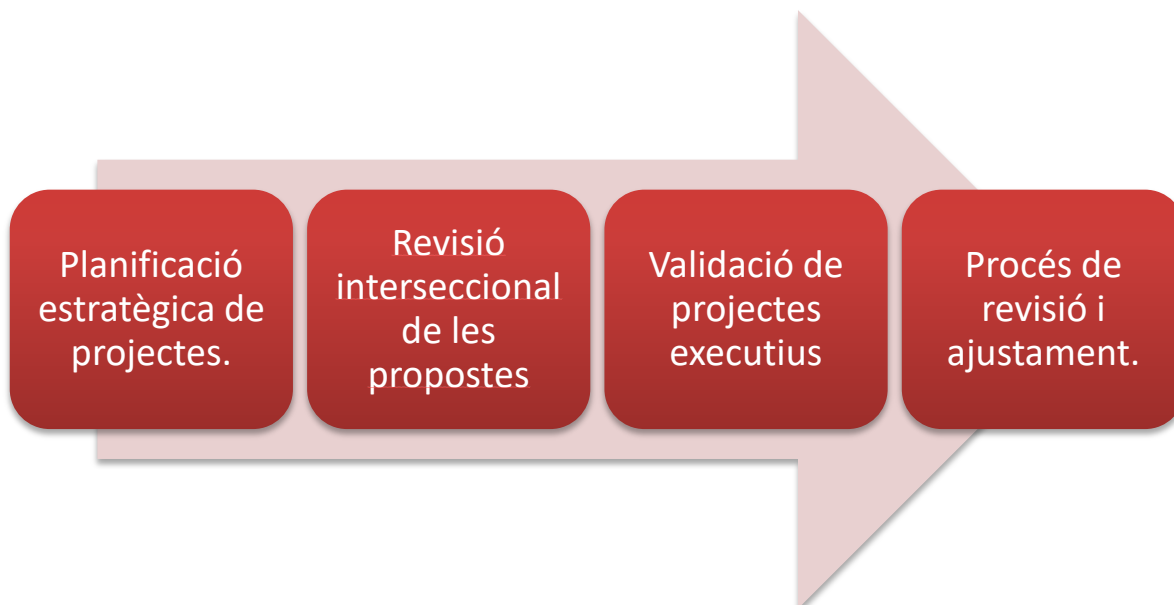 Planificació
estratègica de
projectes.
Revisió
interseccional
de les
propostes
Validació de
projectes
executius
Procés de
revisió i
ajustament.